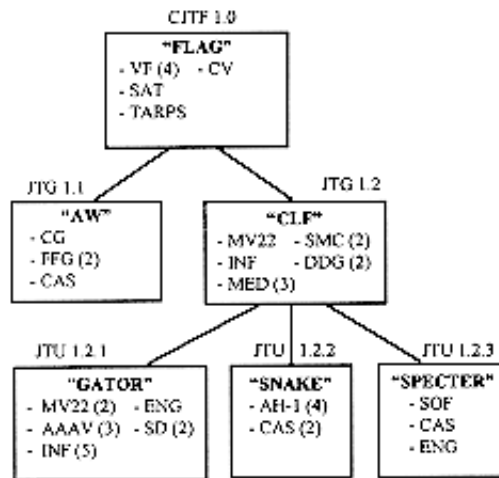 CJTF 1.0
"FLAG"
- VF (4) - CV
- SAT
- TARPS
JTG 1.1
JTG 1.2
"AW"
- CG
- FFG (2)
- CAS
"CLF"
- MV22 - SMC (2)
- INF - DDG (2)
- MED (3)
JTU 1.2.1
JTU 1.2.2
JTU 1.2.3
"GATOR"
- MV22 (2) - ENG
- AAAV (3) - SD (2)
- INF (5)
"SNAKE"
- AH-1 (4)
- CAS (2)
"SPECTER"
- SOF
- CAS
- ENG